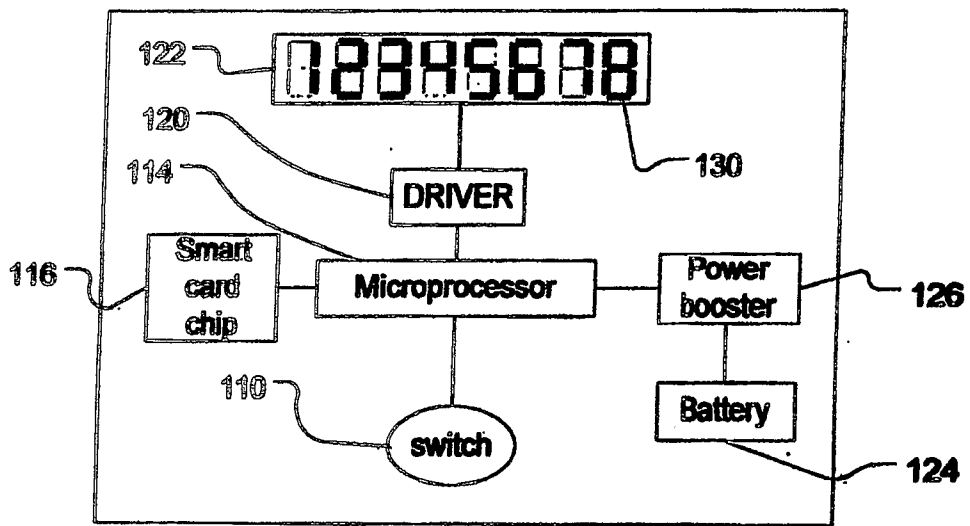 122
12345678
120
130
114
DRIVER
116
Smart
card
chip
Microprocessor
Power
booster
126
110
switch
Battery
124